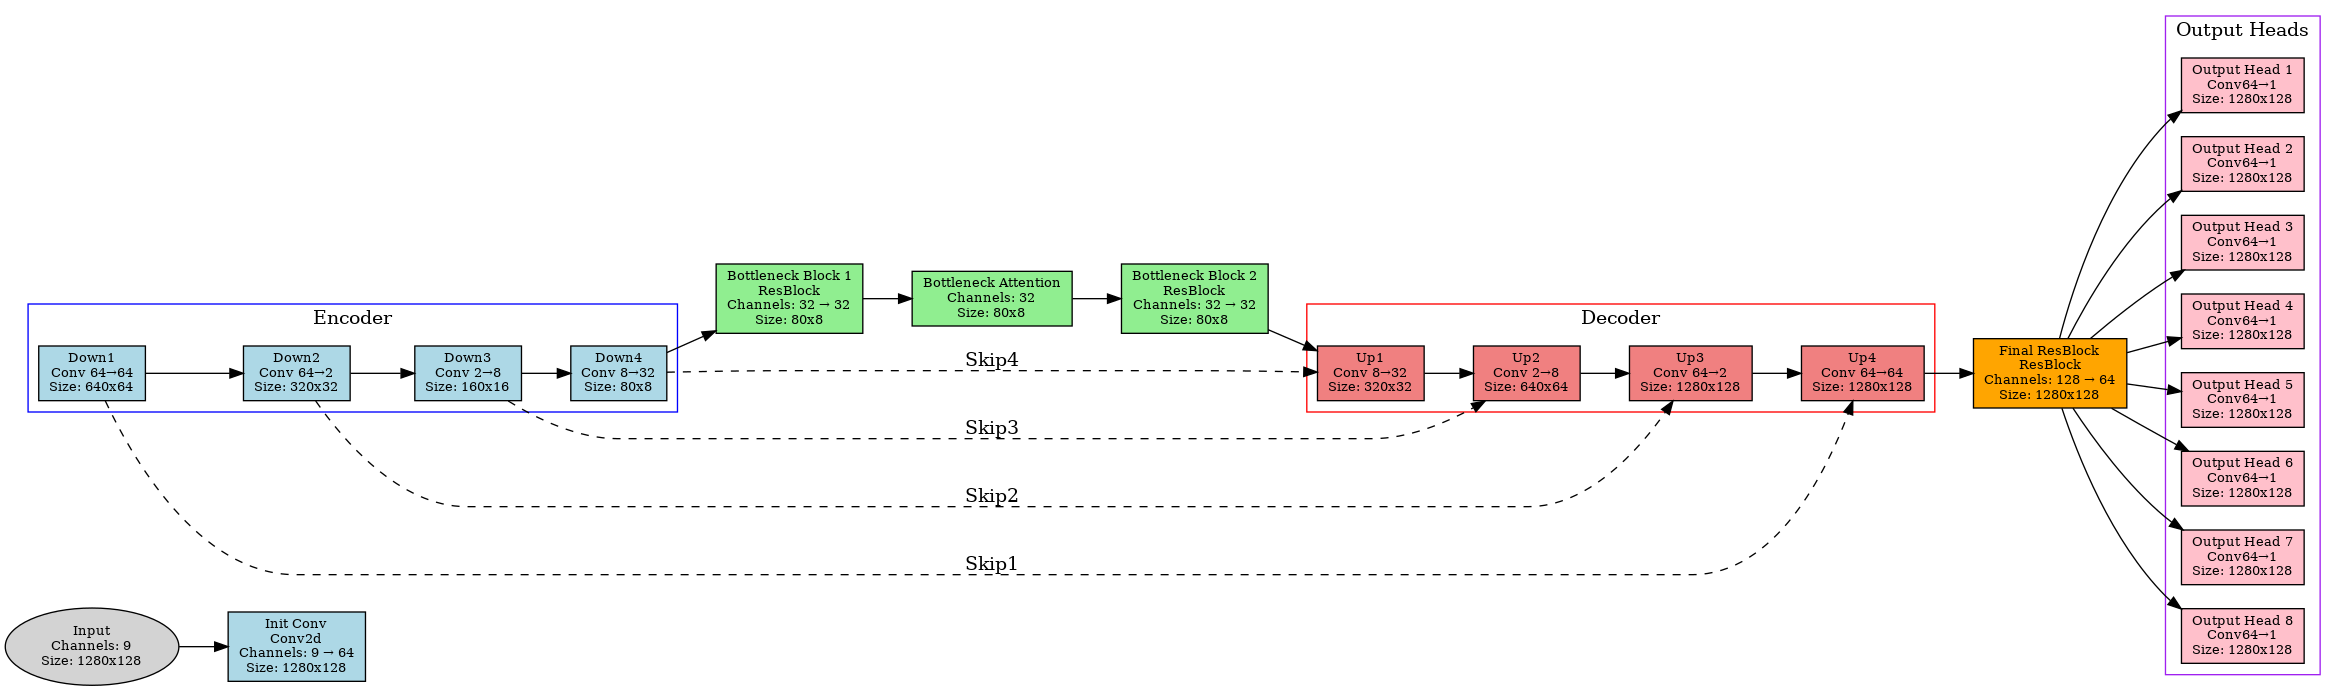 Encoder
Down1
Conv 64→64
Size: 640x64
Down2
Conv 64→2
Size: 320x32
Down3
Conv 2→8
Size: 160x16
Down4
Conv 8→32
Size: 80x8
Bottleneck Block 1
ResBlock
Channels: 32 → 32
Size: 80x8
Bottleneck Attention
Channels: 32
Size: 80x8
Bottleneck Block 2
ResBlock
Channels: 32 → 32
Size: 80x8
Decoder
Up1
Conv 8→32
Size: 320x32
Up2
Conv 2→8
Size: 640x64
Up3
Conv 64→2
Size: 1280x128
Up4
Conv 64→64
Size: 1280x128
Skip4
Skip3
Skip2
Skip1
Input
Channels: 9
Size: 1280x128
Init Conv
Conv2d
Channels: 9 → 64
Size: 1280x128
Final ResBlock
ResBlock
Channels: 128 → 64
Size: 1280x128
Output Heads
Output Head 1
Conv64→1
Size: 1280x128
Output Head 2
Conv64→1
Size: 1280x128
Output Head 3
Conv64→1
Size: 1280x128
Output Head 4
Conv64→1
Size: 1280x128
Output Head 5
Conv64→1
Size: 1280x128
Output Head 6
Conv64→1
Size: 1280x128
Output Head 7
Conv64→1
Size: 1280x128
Output Head 8
Conv64→1
Size: 1280x128